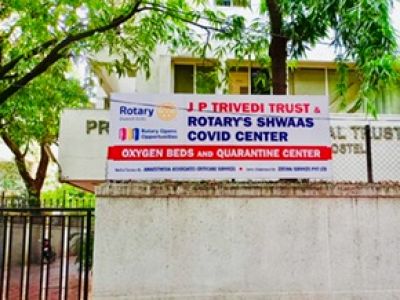 Rotary
J P TRIVEDI TRUST &
ROTARY'S SHWAAS
Rotary Opens
Opportunities
COVID CENTER
OXYGEN BEDS AND QUARANTINE CENTER
PR
AL TRUST
OSTEL